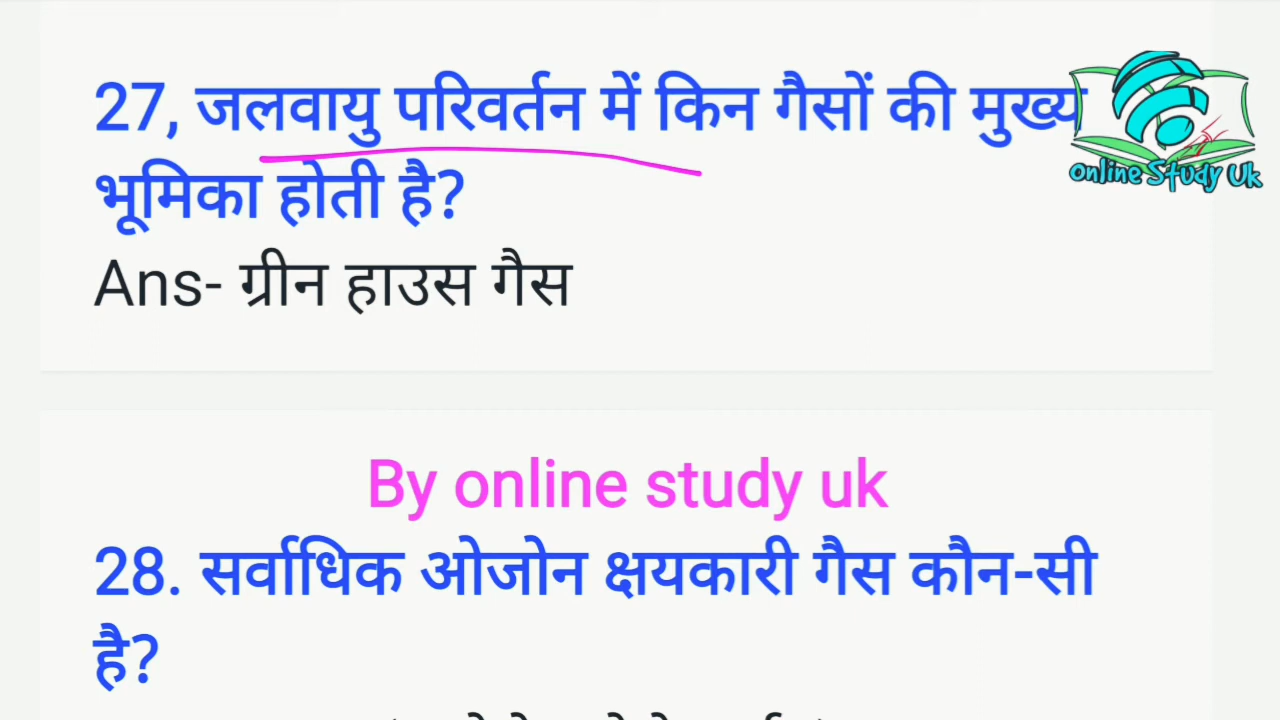 27, जलवायु परिवर्तन में किन गैसों की मुख्य
भूमिका होती है?
Ans- ग्रीन हाउस गैस
Online Study Uk
By online study uk
28. सर्वाधिक ओजोन क्षयकारी गैस कौन-सी
है?